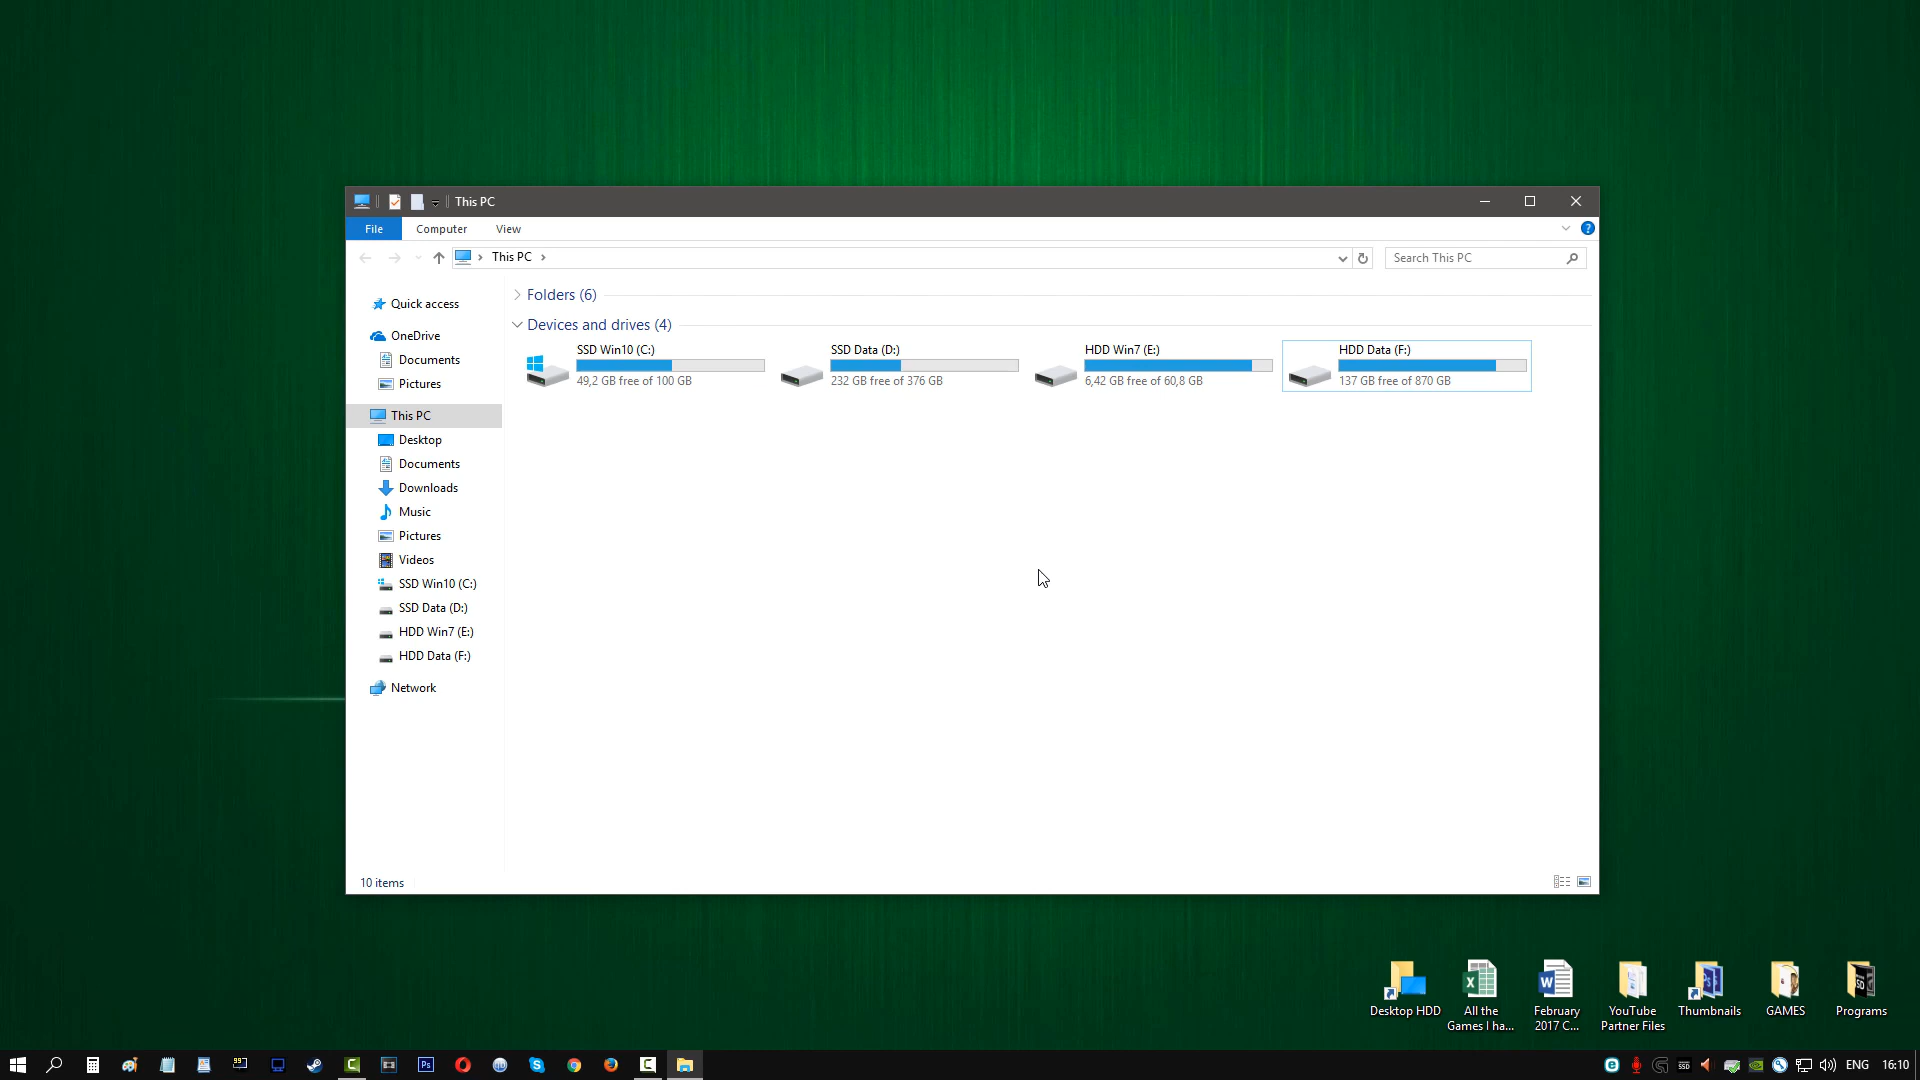 This PC
File Computer View
This PC
Search This PC
Quick access
OneDrive
Documents
Pictures
This PC
Desktop
Documents
Downloads
Music
Pictures
Videos
SSD Win10 (C:)
SSD Data (D:)
HDD Win7 (E:)
HDD Data (F:)
Network
Folders (6)
Devices and drives (4)
SSD Win10 (C:)
49,2 GB free of 100 GB
SSD Data (D:)
232 GB free of 376 GB
HDD Win7 (E:)
6,42 GB free of 60,8 GB
HDD Data (F:)
137 GB free of 870 GB
10 items
Desktop HDD
All the
Games I ha...
February
2017 C...
YouTube
Partner Files
Thumbnails
GAMES
Programs
99
Ps
SSD
ENG 16:10